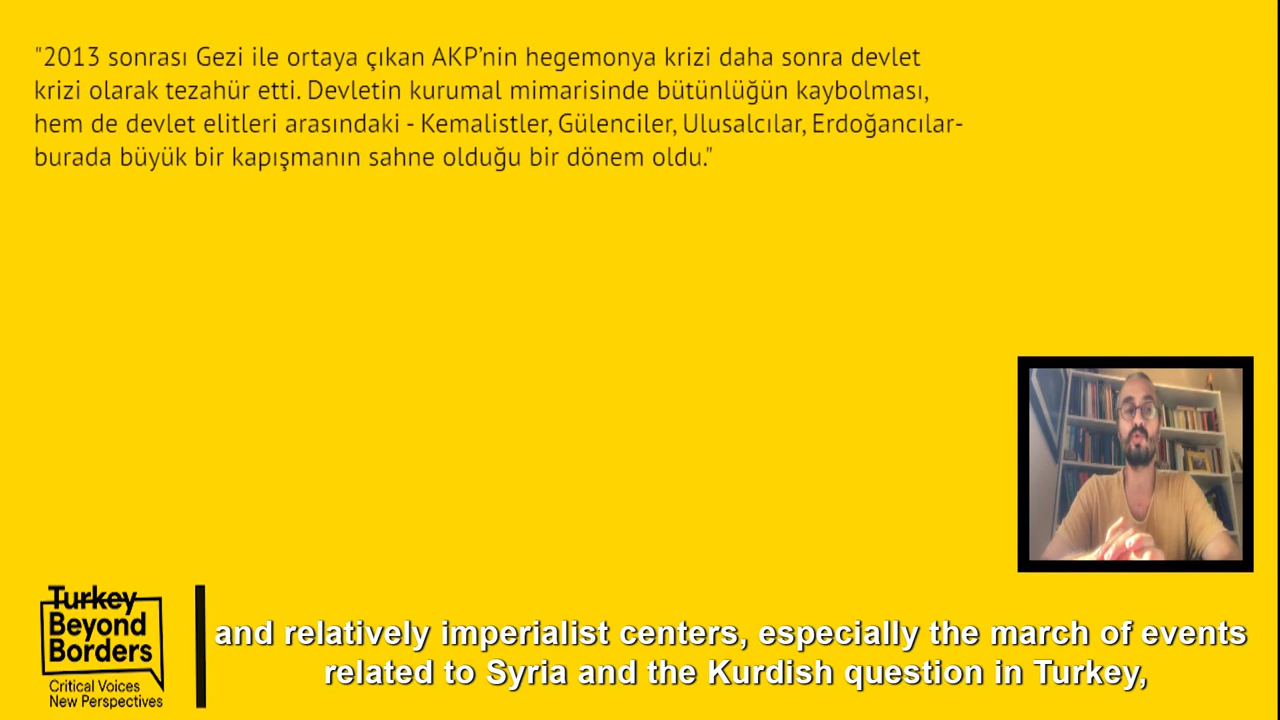 "2013 sonrası Gezi ile ortaya çıkan AKP’nin hegemonya krizi daha sonra devlet
krizi olarak tezahür etti. Devletin kurumal mimarisinde bütünlüğün kaybolması,
hem de devlet elitleri arasındaki - Kemalistler, Gülenciler, Ulusalcılar, Erdoğancılar-
burada büyük bir kapışmanın sahne olduğu bir dönem oldu."
Turkey
Beyond
Borders
Critical Voices
New Perspectives
and relatively imperialist centers, especially the march of events
related to Syria and the Kurdish question in Turkey,